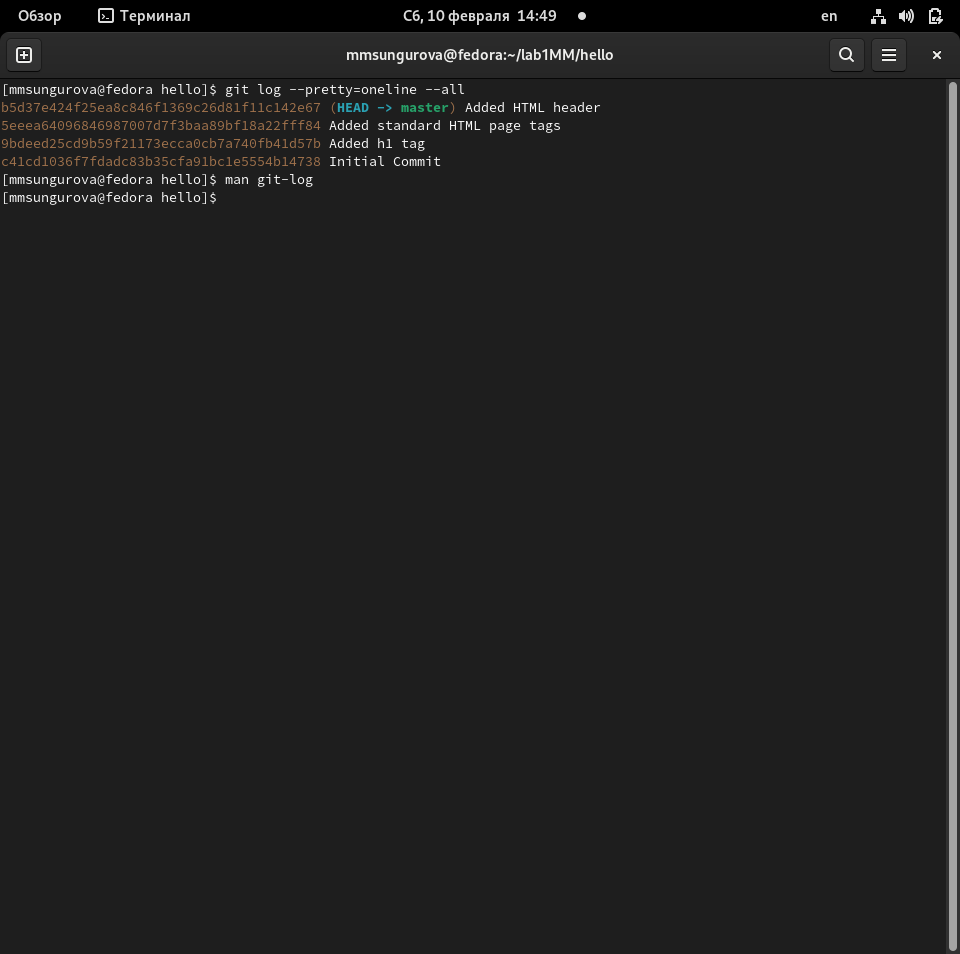 Обзор Терминал Сб, 10 февраля 14:49 en
mmsungurova@fedora:~/lab1MM/hello
[mmsungurova@fedora hello]$ git log --pretty=oneline --all
b5d37e424f25ea8c846f1369c26d81f11c142e67 (HEAD -> master) Added HTML header
5eeea64096846987007d7f3baa89bf18a22fff84 Added standard HTML page tags
9bdeed25cd9b59f21173ecca0cb7a740fb41d57b Added h1 tag
c41cd1036f7fdadc83b35cfa91bc1e5554b14738 Initial Commit
[mmsungurova@fedora hello]$ man git-log
[mmsungurova@fedora hello]$